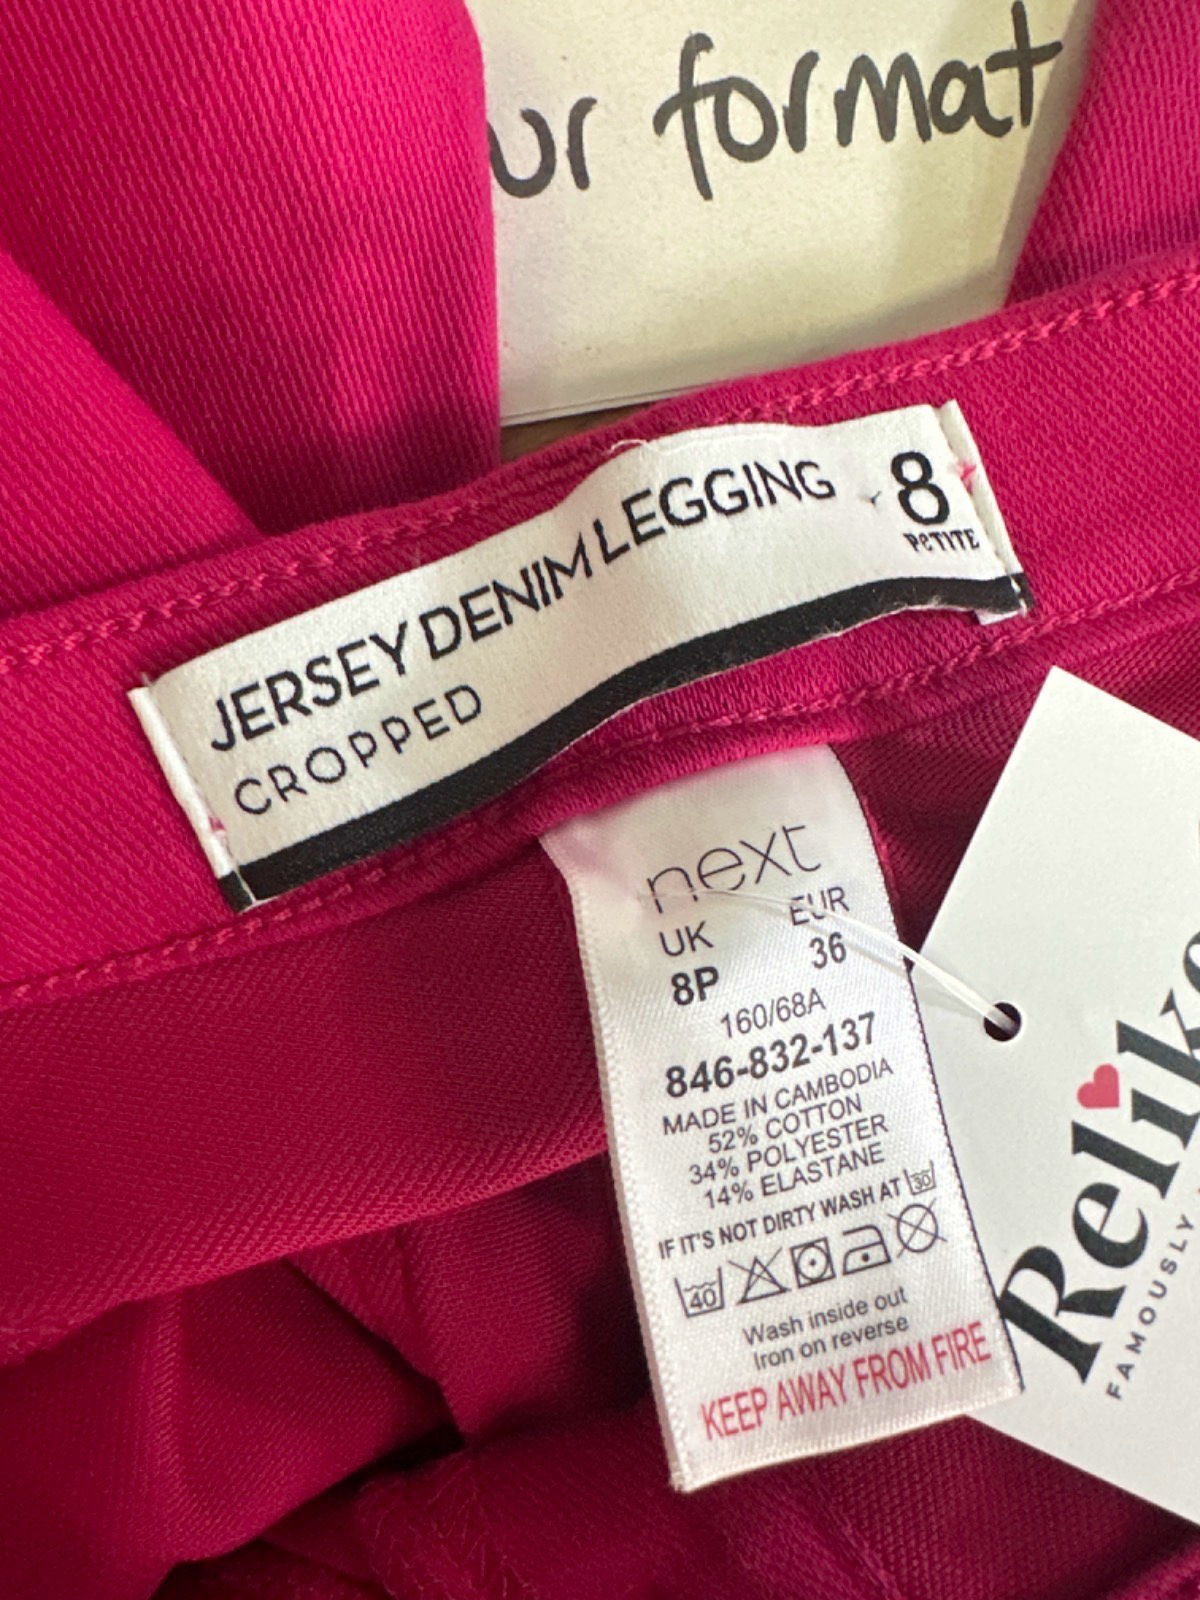 ur format
JERSEY DENIM LEGGING
CROPPED
8
PETITE
next
UK EUR
8P 36
160/68A
846-832-137
MADE IN CAMBODIA
52% COTTON
34% POLYESTER
14% ELASTANE
IF IT'S NOT DIRTY WASH AT 30
40
Wash inside out
Iron on reverse
KEEP AWAY FROM FIRE
Relike
FAMOUSLY